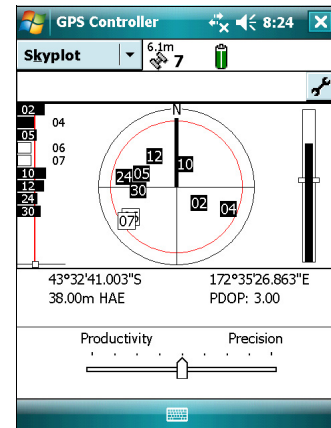 GPS Controller 8:24
Skyplot 6.1m 7
N
02
04
05
06
07
10
12
24
30
12
10
24 05
30
02 04
07
43°32'41.003"S 172°35'26.863"E
38.00m HAE PDOP: 3.00
Productivity Precision